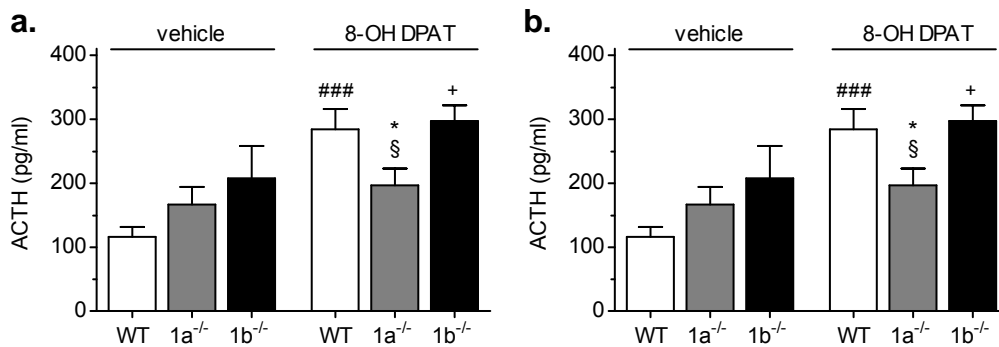 a.
vehicle 8-OH DPAT
400
300
200
100
0
ACTH (pg/ml)
###
*
§
+
WT 1a-/- 1b-/- WT 1a-/- 1b-/-
b.
vehicle 8-OH DPAT
400
300
200
100
0
ACTH (pg/ml)
###
*
§
+
WT 1a-/- 1b-/- WT 1a-/- 1b-/-